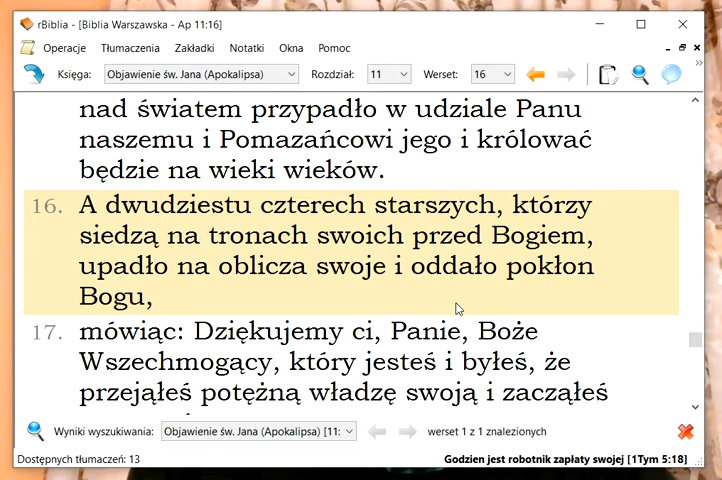 rBiblia - [Biblia Warszawska - Ap 11:16]
Operacje Tłumaczenia Zakładki Notatki Okna Pomoc
Księga: Objawienie św. Jana (Apokalipsa) Rozdział: 11 Werset: 16
nad światem przypadło w udziale Panu
naszemu i Pomazańcowi jego i królować
będzie na wieki wieków.
16. A dwudziestu czterech starszych, którzy
siedzą na tronach swoich przed Bogiem,
upadło na oblicza swoje i oddało pokłon
Bogu,
17. mówiąc: Dziękujemy ci, Panie, Boże
Wszechmogący, który jesteś i byłeś, że
przejąłeś potężną władzę swoją i zacząłeś
Wyniki wyszukiwania: Objawienie św. Jana (Apokalipsa) [11: werset 1 z 1 znalezionych
Dostępnych tłumaczeń: 13 Godzien jest robotnik zapłaty swojej [1Tym 5:18]